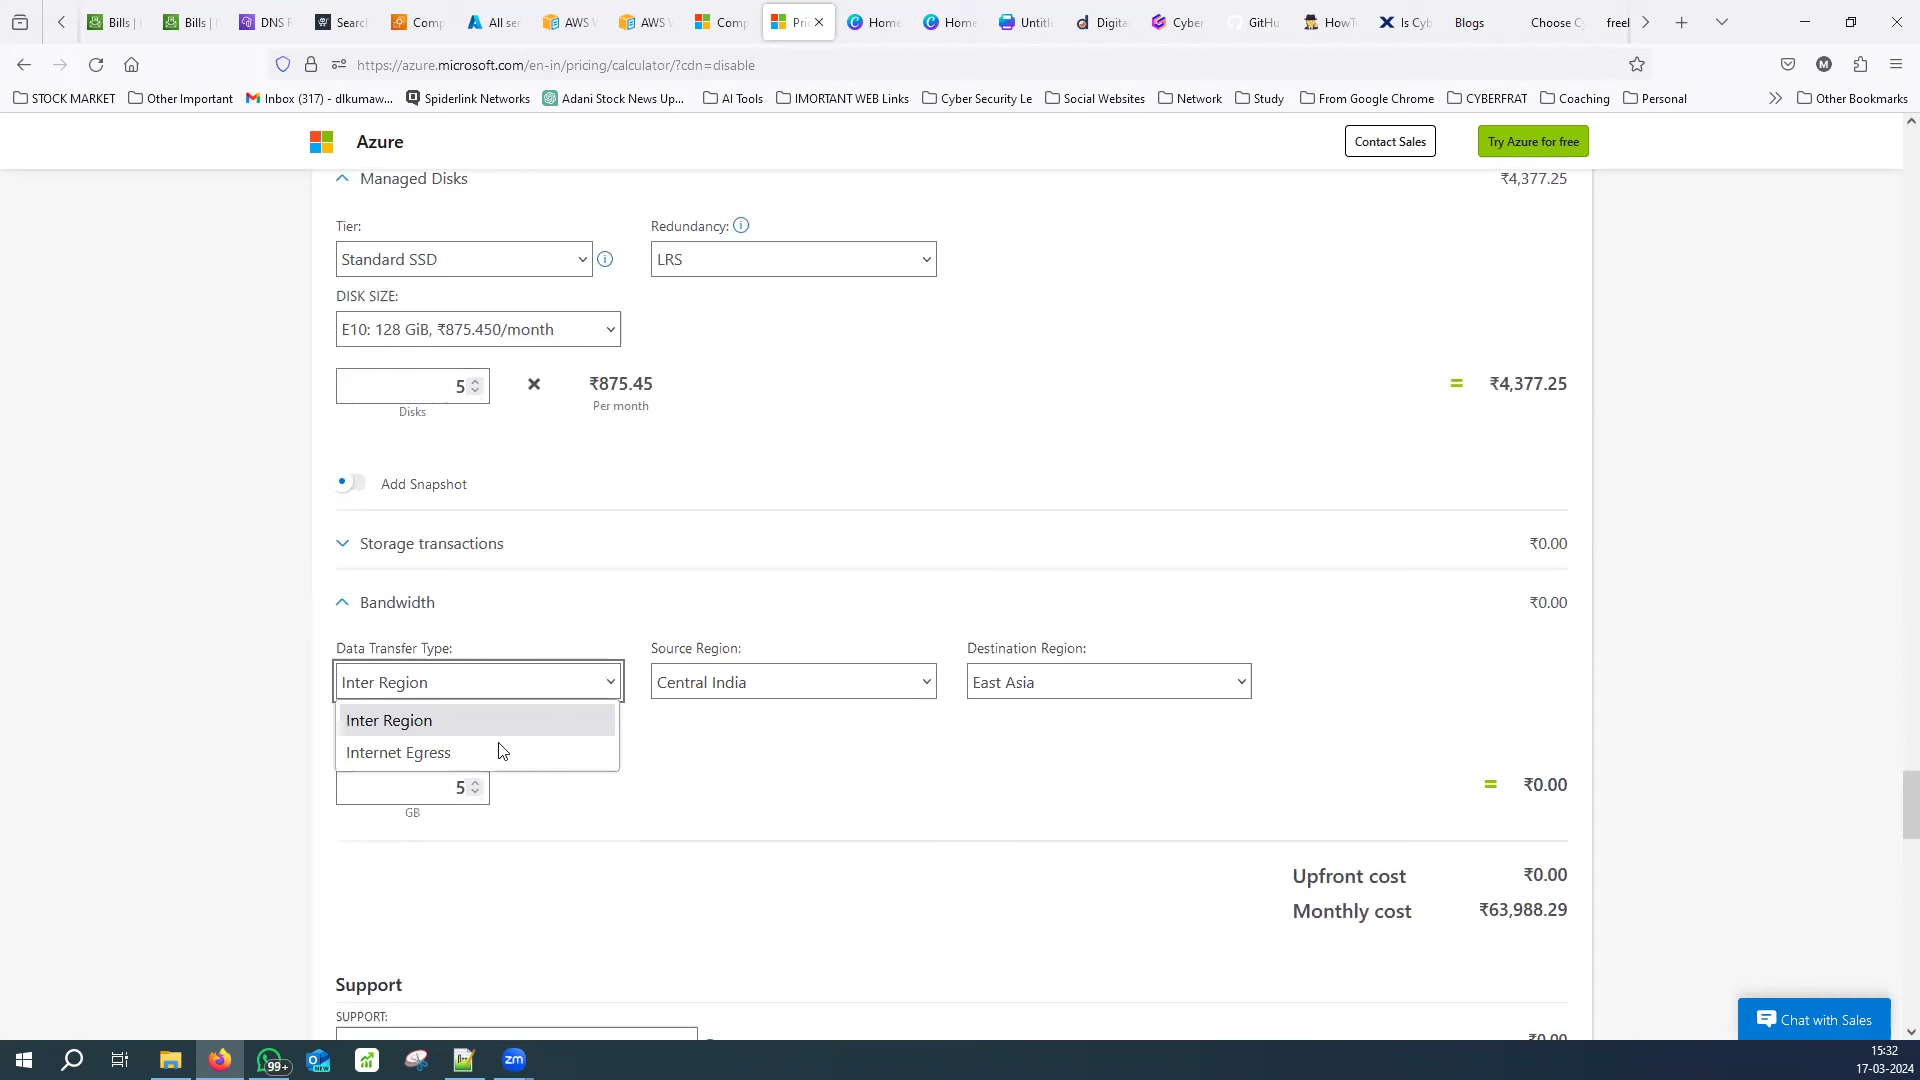 Bills |
Bills |
DNS
Search
Comp
All ser
AWS
AWS
Comp
Pric
Home
Home
Untitle
Digita
Cyber
GitHu
HowT
Is Cyb
Blogs
Choose C
freel
https://azure.microsoft.com/en-in/pricing/calculator/?cdn=disable
M
STOCK MARKET
Other Important
Inbox (317) - dlkumaw...
Spiderlink Networks
Adani Stock News Up...
AI Tools
IMORTANT WEB Links
Cyber Security Le
Social Websites
Network
Study
From Google Chrome
CYBERFRAT
Coaching
Personal
Other Bookmarks
Azure
Contact Sales
Try Azure for free
Managed Disks
₹4,377.25
Tier:
Redundancy:
Standard SSD
LRS
DISK SIZE:
E10: 128 GiB, ₹875.450/month
5
×
₹875.45
=
₹4,377.25
Disks
Per month
Add Snapshot
Storage transactions
₹0.00
Bandwidth
₹0.00
Data Transfer Type:
Source Region:
Destination Region:
Inter Region
Central India
East Asia
Inter Region
Internet Egress
5
=
₹0.00
GB
Upfront cost
₹0.00
Monthly cost
₹63,988.29
Support
SUPPORT:
Chat with Sales
99+
NEW
zm
15:32
17-03-2024